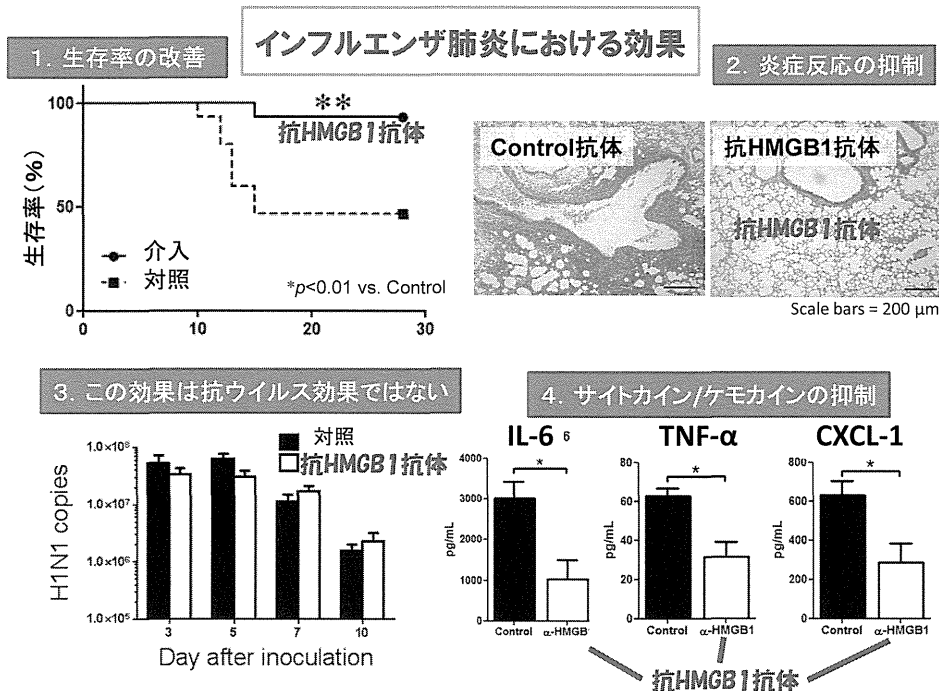 インフルエンザ肺炎における効果
1. 生存率の改善
100
50
0
生存率(%)
**
抗HMGB1抗体
介入
対照
*p<0.01 vs. Control
0
10
20
30
2. 炎症反応の抑制
Control抗体
抗HMGB1抗体
抗HMGB1抗体
Scale bars = 200 μm
3. この効果は抗ウイルス効果ではない
対照
抗HMGB1抗体
H1N1 copies
1.0×10⁸
1.0×10⁷
1.0×10⁶
1.0×10⁵
3
5
7
10
Day after inoculation
4. サイトカイン/ケモカインの抑制
IL-6 6
pg/mL
4000
3000
2000
1000
0
*
Control
α-HMGB1
TNF-α
pg/mL
80
60
40
20
0
*
Control
α-HMGB1
CXCL-1
pg/mL
800
600
400
200
0
*
Control
α-HMGB1
抗HMGB1抗体